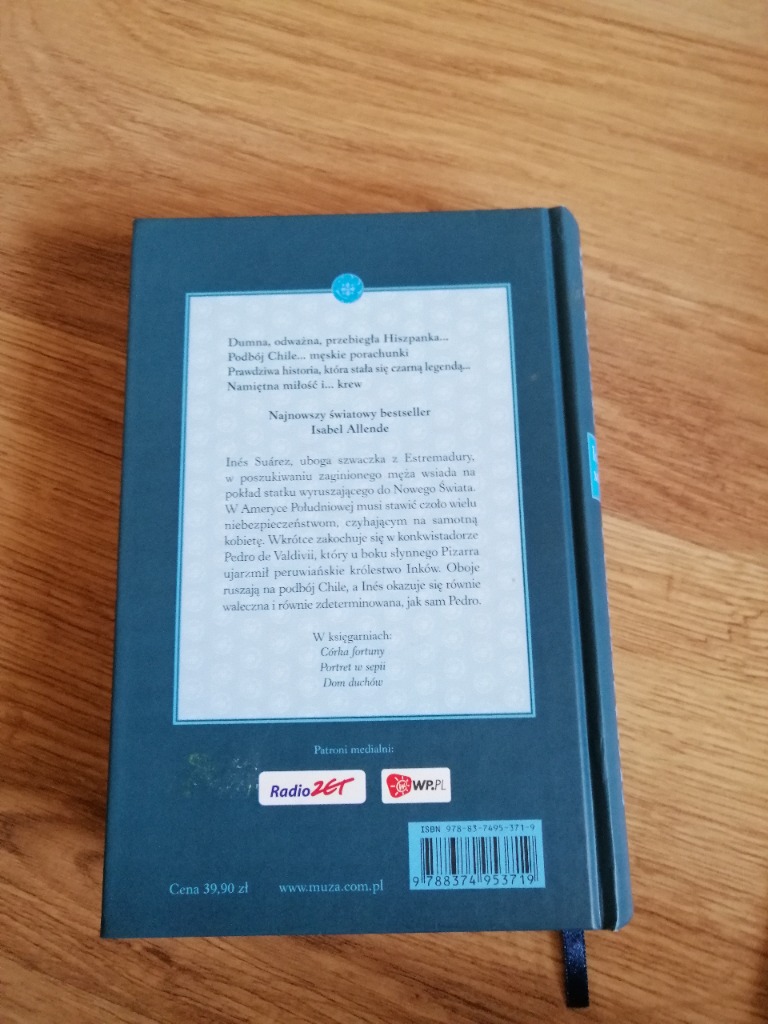 Dumna, odważna, przebiegła Hiszpanka...
Podbój Chile... męskie porachunki
Prawdziwa historia, która stała się czarną legendą...
Namiętna miłość i... krew
Najnowszy światowy bestseller
Isabel Allende
Inés Suárez, uboga szwaczka z Estremadury,
w poszukiwaniu zaginionego męża wsiada na
pokład statku wyruszającego do Nowego Świata.
W Ameryce Południowej musi stawić czoło wielu
niebezpieczeństwom, czyhającym na samotną
kobietę. Wkrótce zakochuje się w konkwistadorze
Pedro de Valdivii, który u boku słynnego Pizarra
ujarzmił peruwiańskie królestwo Inków. Oboje
ruszają na podbój Chile, a Inés okazuje się równie
waleczna i równie zdeterminowana, jak sam Pedro.
W księgarniach:
Córka fortuny
Portret w sepii
Dom duchów
Patroni medialni:
Radio ZET
WP.PL
ISBN 978-83-7495-371-9
9 788374 953719
Cena 39,90 zł
www.muza.com.pl